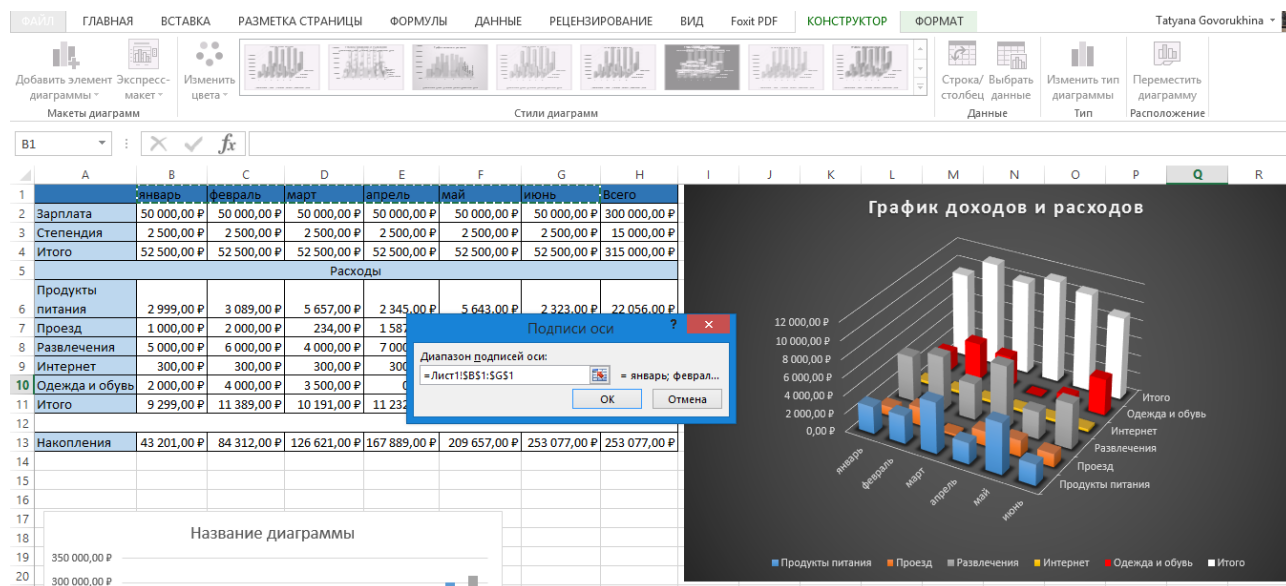 ФАЙЛ ГЛАВНАЯ ВСТАВКА РАЗМЕТКА СТРАНИЦЫ ФОРМУЛЫ ДАННЫЕ РЕЦЕНЗИРОВАНИЕ ВИД Foxit PDF КОНСТРУКТОР ФОРМАТ Tatyana Govorukhina
Добавить элемент Экспресс- Изменить Строка/ Выбрать Изменить тип Переместить
диаграммы макет цвета столбец данные диаграммы диаграмму
Макеты диаграмм Стили диаграмм Данные Тип Расположение
B1 fx
A B C D E F G H I J K L M N O P Q R
1 январь февраль март апрель май июнь Всего
2 Зарплата 50 000,00 ₽ 50 000,00 ₽ 50 000,00 ₽ 50 000,00 ₽ 50 000,00 ₽ 50 000,00 ₽ 300 000,00 ₽
3 Степендия 2 500,00 ₽ 2 500,00 ₽ 2 500,00 ₽ 2 500,00 ₽ 2 500,00 ₽ 2 500,00 ₽ 15 000,00 ₽
4 Итого 52 500,00 ₽ 52 500,00 ₽ 52 500,00 ₽ 52 500,00 ₽ 52 500,00 ₽ 52 500,00 ₽ 315 000,00 ₽
5 Расходы
Продукты
6 питания 2 999,00 ₽ 3 089,00 ₽ 5 657,00 ₽ 2 345,00 ₽ 5 643,00 ₽ 2 323,00 ₽ 22 056,00 ₽
7 Проезд 1 000,00 ₽ 2 000,00 ₽ 234,00 ₽ 1 587
8 Развлечения 5 000,00 ₽ 6 000,00 ₽ 4 000,00 ₽ 7 000
9 Интернет 300,00 ₽ 300,00 ₽ 300,00 ₽ 300
10 Одежда и обувь 2 000,00 ₽ 4 000,00 ₽ 3 500,00 ₽ 0
11 Итого 9 299,00 ₽ 11 389,00 ₽ 10 191,00 ₽ 11 232
12
13 Накопления 43 201,00 ₽ 84 312,00 ₽ 126 621,00 ₽ 167 889,00 ₽ 209 657,00 ₽ 253 077,00 ₽ 253 077,00 ₽
14
15
16
17
18
19
20
Подписи оси ?
Диапазон подписей оси:
=Лист1!$B$1:$G$1 = январь; феврал...
ОК Отмена
График доходов и расходов
12 000,00 ₽
10 000,00 ₽
8 000,00 ₽
6 000,00 ₽
4 000,00 ₽
2 000,00 ₽
0,00 ₽
январь
февраль
март
апрель
май
июнь
Итого
Одежда и обувь
Интернет
Развлечения
Проезд
Продукты питания
Продукты питания Проезд Развлечения Интернет Одежда и обувь Итого
Название диаграммы
350 000,00 ₽
300 000,00 ₽